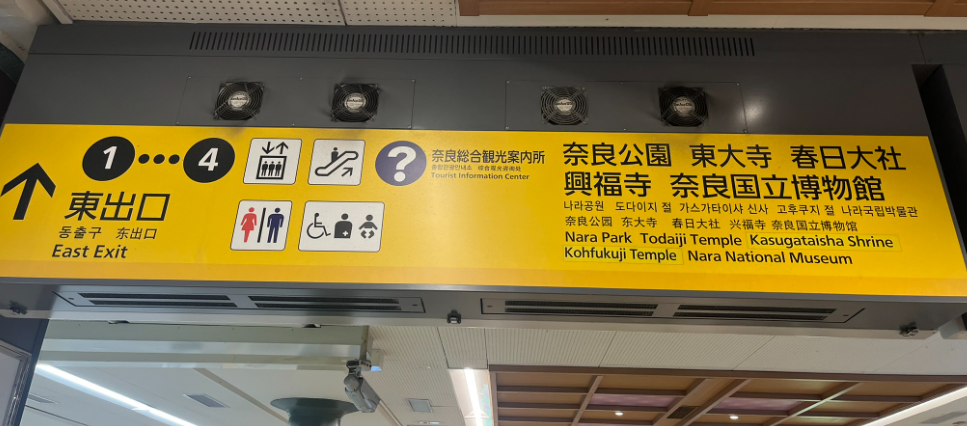 1 4
東出口
동출구 东出口
East Exit
?
奈良総合観光案内所
Tourist Information Center
奈良公園 東大寺 春日大社
興福寺 奈良国立博物館
나라공원 도다이지 절 가스가타이샤 신사 고후쿠지 절 나라국립박물관
奈良公园 东大寺 春日大社 兴福寺 奈良国立博物馆
Nara Park Todaiji Temple Kasugataisha Shrine
Kohfukuji Temple Nara National Museum